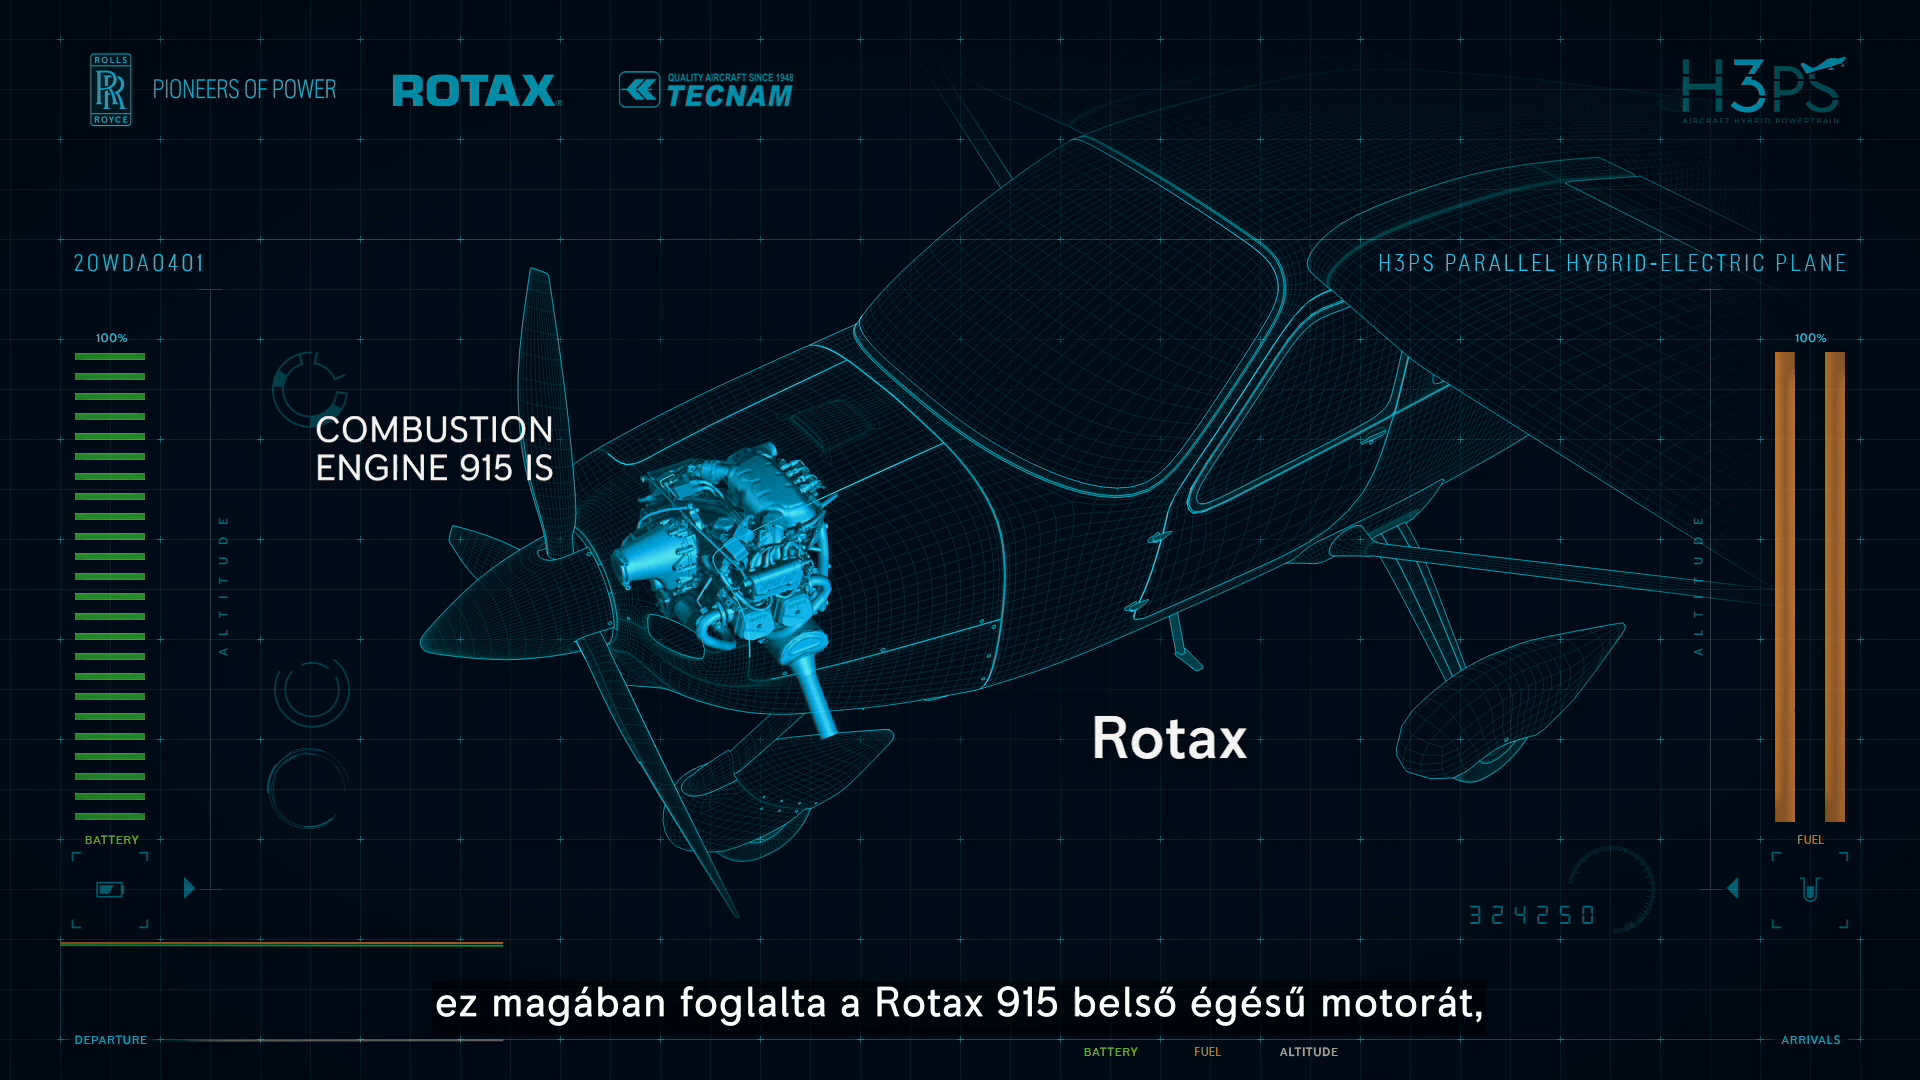 ROLLS
RR
ROYCE
PIONEERS OF POWER
ROTAX
QUALITY AIRCRAFT SINCE 1948
TECNAM
H3PS
AIRCRAFT HYBRID POWERTRAIN
20WDA0401
H3PS PARALLEL HYBRID-ELECTRIC PLANE
100%
100%
COMBUSTION
ENGINE 915 IS
ALTITUDE
ALTITUDE
Rotax
BATTERY
FUEL
324250
ez magában foglalta a Rotax 915 belső égésű motorát,
DEPARTURE
ARRIVALS
BATTERY
FUEL
ALTITUDE